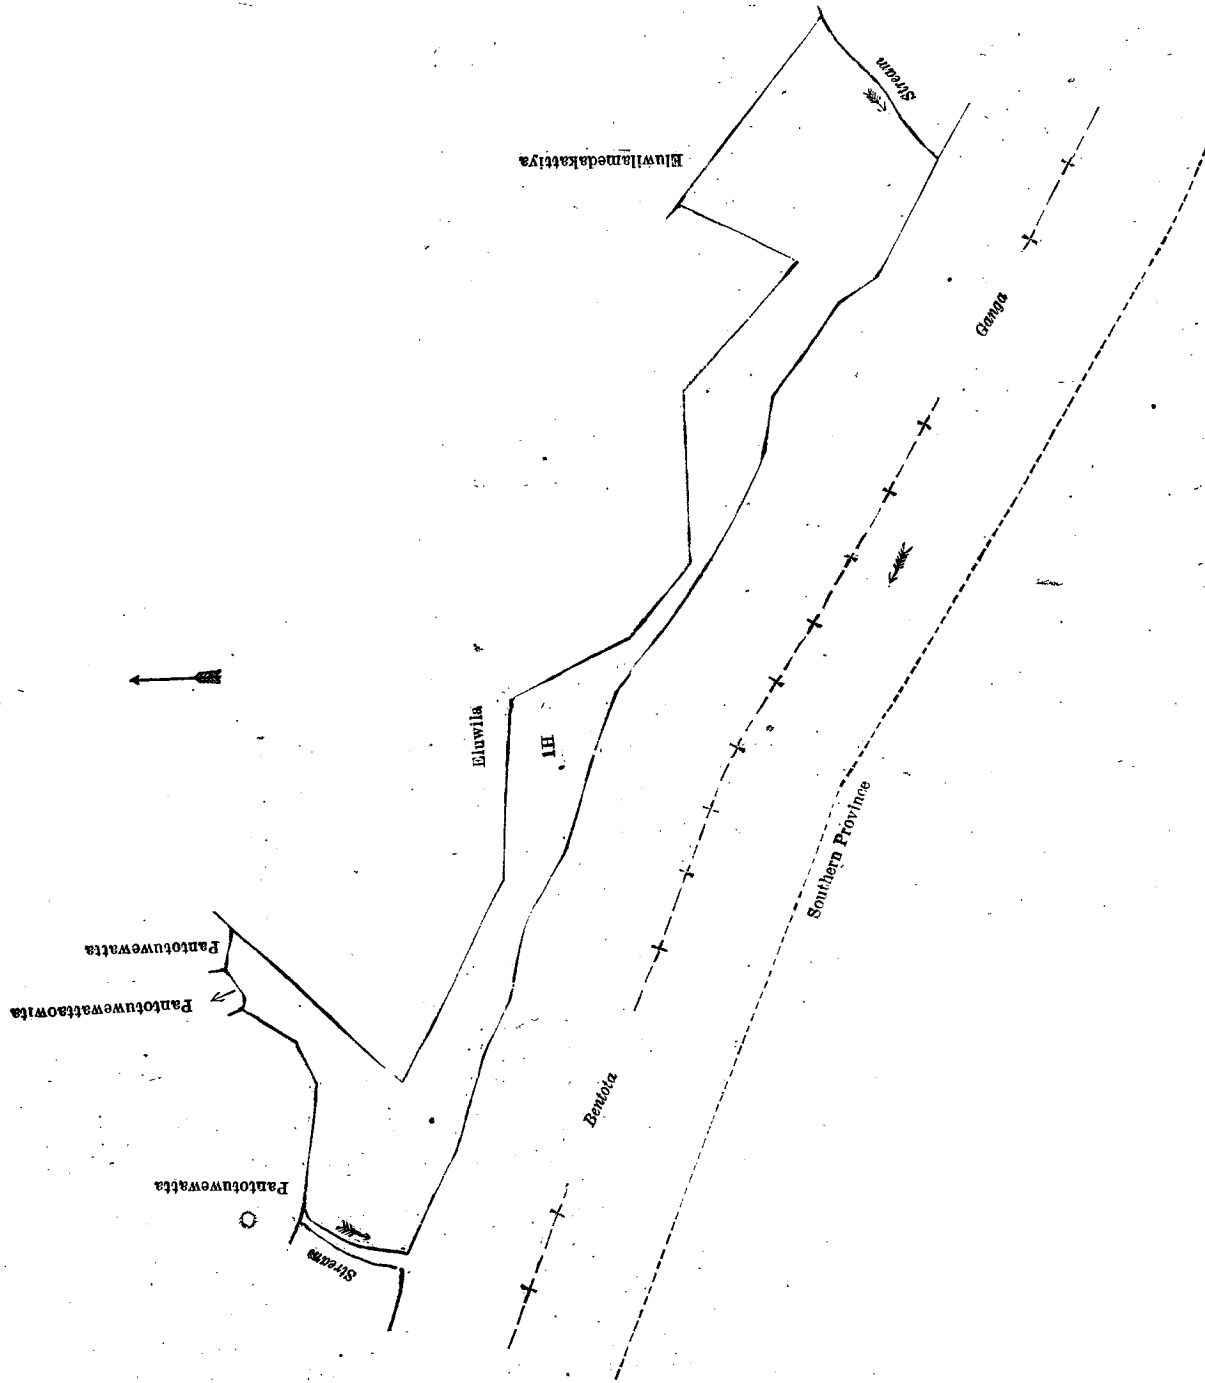 Stream
Eluwilamedakattiya
Ganga
Eluwila
1H
Southern Province
Pantotuwewatta
Pantotuwewattaowita
Bentota
Pantotuwewatta
Stream